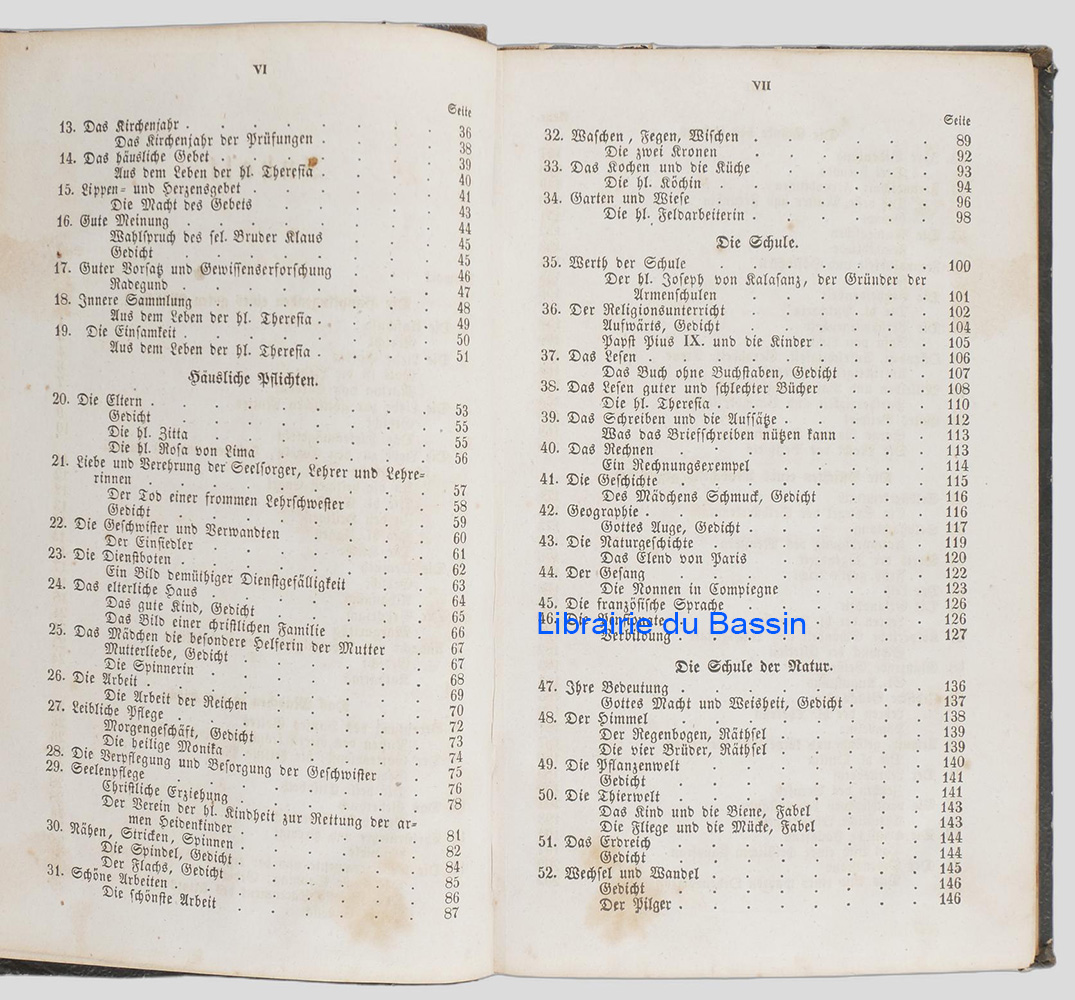 VI
Seite
13. Das Kirchenjahr . . . . . . . 36
Das Kirchenjahr der Prüfungen . . . . 38
14. Das häusliche Gebet . . . . . . 39
Aus dem Leben der hl. Theresia . . . . 40
15. Lippen- und Herzensgebet . . . . . 41
Die Macht des Gebets . . . . . 43
16. Gute Meinung . . . . . . . 44
Wahlspruch des sel. Bruder Klaus . . . 45
Gedicht . . . . . . . 45
17. Guter Vorsatz und Gewissenserforschung . . . 46
Radegund . . . . . . . 47
18. Innere Sammlung . . . . . . 48
Aus dem Leben der hl. Theresia . . . . 49
19. Die Einsamkeit . . . . . . . 50
Aus dem Leben der hl. Theresia . . . . 51
Häusliche Pflichten.
20. Die Eltern . . . . . . . . 53
Gedicht . . . . . . . 55
Die hl. Zitta . . . . . . 55
Die hl. Rosa von Lima . . . . . 56
21. Liebe und Verehrung der Seelsorger, Lehrer und Lehre-
rinnen . . . . . . . . 57
Der Tod einer frommen Lehrschwester . . . 58
Gedicht . . . . . . . 59
22. Die Geschwister und Verwandten . . . . 60
Der Einsiedler . . . . . . 61
23. Die Dienstboten . . . . . . . 62
Ein Bild demüthiger Dienstgefälligkeit . . . 63
24. Das elterliche Haus . . . . . . 64
Das gute Kind, Gedicht . . . . . 65
Das Bild einer christlichen Familie . . . 66
25. Das Mädchen die besondere Helferin der Mutter . . 67
Mutterliebe, Gedicht . . . . . . 67
Die Spinnerin . . . . . . 68
26. Die Arbeit . . . . . . . . 69
Die Arbeit der Reichen . . . . . 70
27. Leibliche Pflege . . . . . . . 72
Morgengeschäft, Gedicht . . . . . 73
Die heilige Monika . . . . . 74
28. Die Verpflegung und Besorgung der Geschwister . . 75
29. Seelenpflege . . . . . . . 76
Christliche Erziehung . . . . . . 78
Der Verein der hl. Kindheit zur Rettung der ar-
men Heidenkinder . . . . . . 81
30. Nähen, Stricken, Spinnen . . . . . . 82
Die Spindel, Gedicht . . . . . . 84
Der Flachs, Gedicht . . . . . 85
31. Schöne Arbeiten . . . . . . . 86
Die schönste Arbeit . . . . . 87
VII
Seite
32. Waschen, Fegen, Wischen . . . . . . 89
Die zwei Kronen . . . . . . 92
33. Das Kochen und die Küche . . . . . 93
Die hl. Köchin . . . . . . 94
34. Garten und Wiese . . . . . . 96
Die hl. Feldarbeiterin . . . . . . 98
Die Schule.
35. Werth der Schule . . . . . . 100
Der hl. Joseph von Kalasanz, der Gründer der
Armenschulen . . . . . . 101
36. Der Religionsunterricht . . . . . 102
Aufwärts, Gedicht . . . . . 104
Papst Pius IX. und die Kinder . . . . 105
37. Das Lesen . . . . . . . . 106
Das Buch ohne Buchstaben, Gedicht . . . 107
38. Das Lesen guter und schlechter Bücher . . . 108
Die hl. Theresia . . . . . . . 110
39. Das Schreiben und die Aufsätze . . . . . 112
Was das Briefschreiben nützen kann . . . 113
40. Das Rechnen . . . . . . . 113
Ein Rechnungsexempel . . . . . 114
41. Die Geschichte . . . . . . . 115
Des Mädchens Schmuck, Gedicht . . . . 116
42. Geographie . . . . . . . . 116
Gottes Auge, Gedicht . . . . . . 117
43. Die Naturgeschichte . . . . . . 119
Das Elend von Paris . . . . . 120
44. Der Gesang . . . . . . . 122
Die Nonnen in Compiegne . . . . 123
45. Die französische Sprache . . . . . 126
46. . . . . . 126
Verbildung . . . . . . . 127
Librairie du Bassin
Die Schule der Natur.
47. Ihre Bedeutung . . . . . . . 136
Gottes Macht und Weisheit, Gedicht . . . 137
48. Der Himmel . . . . . . . 138
Der Regenbogen, Räthsel . . . . 139
Die vier Brüder, Räthsel . . . . 139
49. Die Pflanzenwelt . . . . . . 140
Gedicht . . . . . . . 141
50. Die Thierwelt . . . . . . . 141
Das Kind und die Biene, Fabel . . . 143
Die Fliege und die Mücke, Fabel . . . 143
51. Das Erdreich . . . . . . . 144
Gedicht . . . . . . . 144
52. Wechsel und Wandel . . . . . . 145
Gedicht . . . . . . . 146
Der Pilger . . . . . . . 146